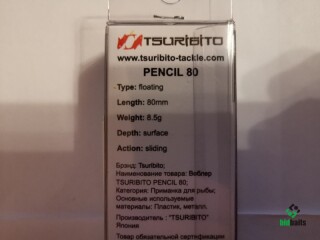 TSURIBITO
www.tsuribito-tackle.com
PENCIL 80
Type: floating
Length: 80mm
Weight: 8.5g
Depth: surface
Action: sliding
Бренд: Tsuribito;
Наименование товара: Воблер
TSURIBITO PENCIL 80;
Категория: Приманка для рыбы;
Основные используемые
материалы: Пластик, металл.
Производитель : "TSURIBITO"
Япония
Товар обязательной сертификации